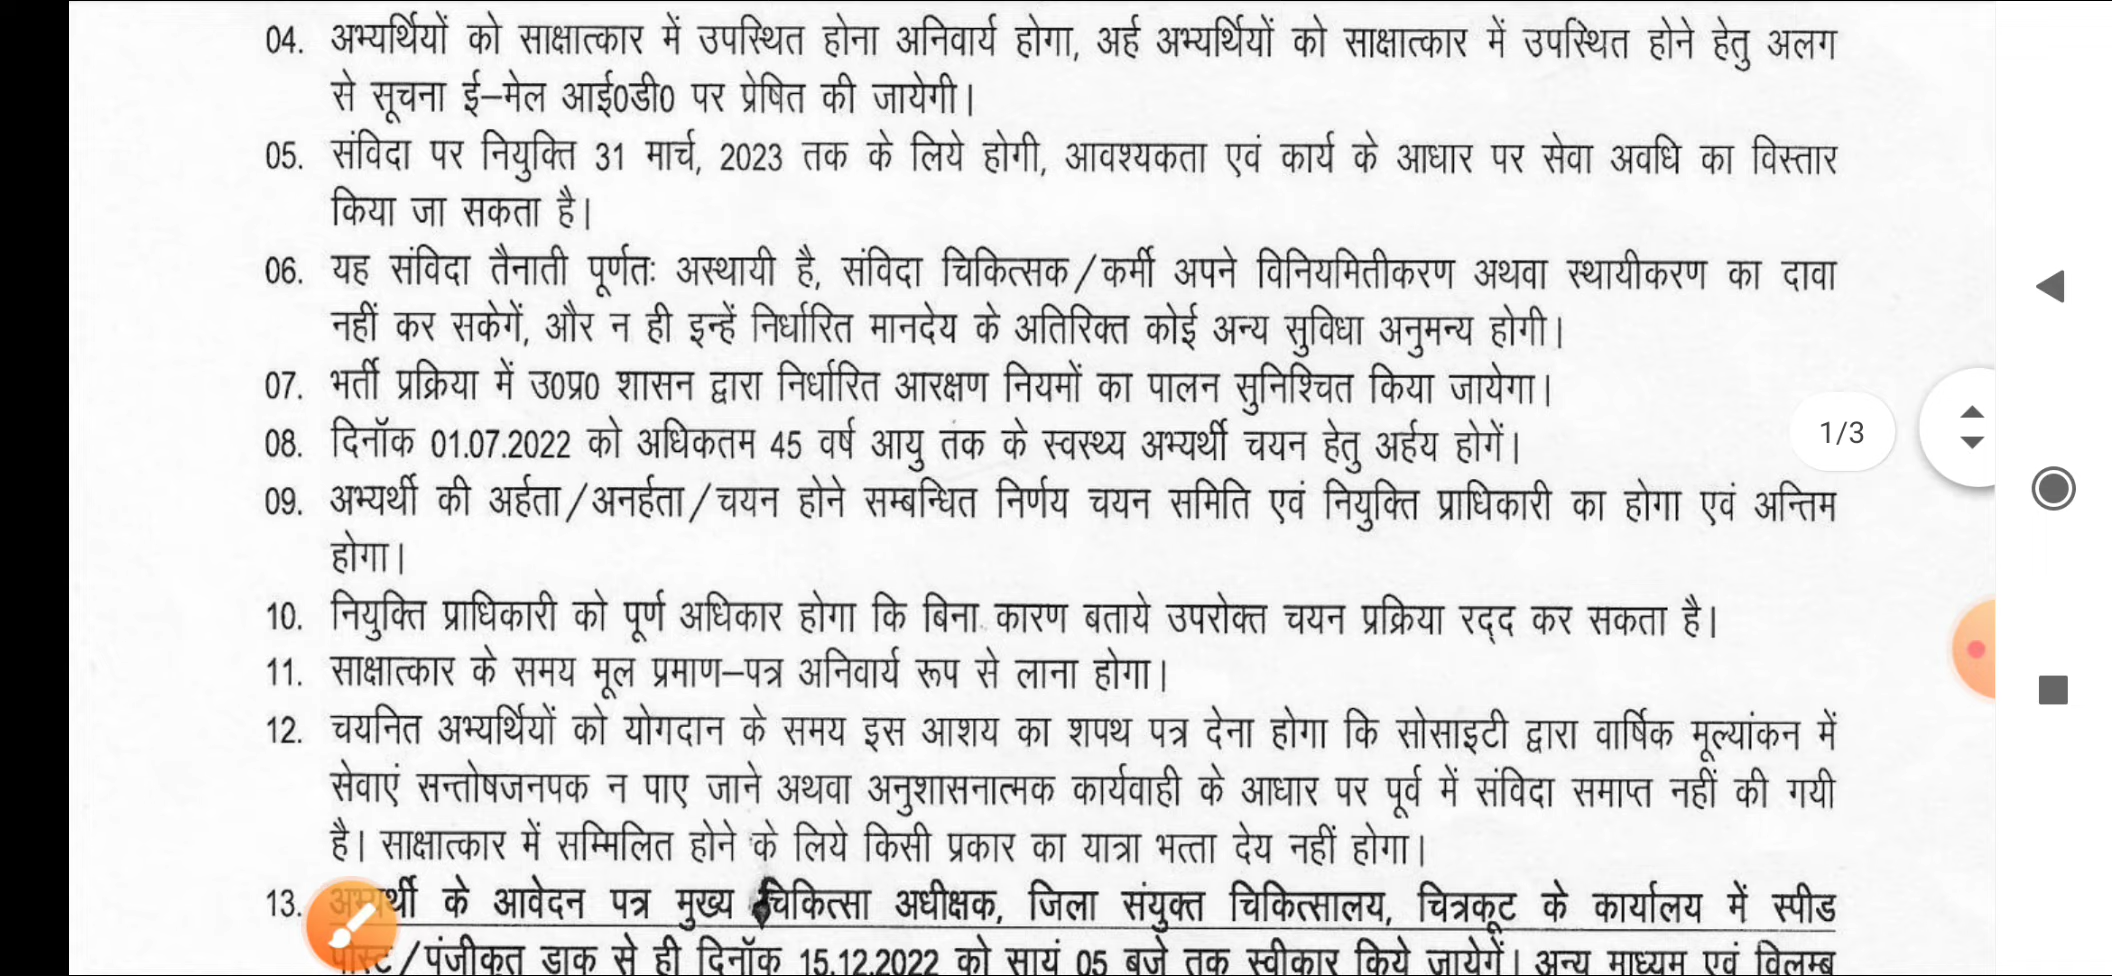 04. अभ्यर्थियों को साक्षात्कार में उपस्थित होना अनिवार्य होगा, अर्ह अभ्यर्थियों को साक्षात्कार में उपस्थित होने हेतु अलग
से सूचना ई–मेल आई0डी0 पर प्रेषित की जायेगी।
05. संविदा पर नियुक्ति 31 मार्च, 2023 तक के लिये होगी, आवश्यकता एवं कार्य के आधार पर सेवा अवधि का विस्तार
किया जा सकता है।
06. यह संविदा तैनाती पूर्णतः अस्थायी है, संविदा चिकित्सक/कर्मी अपने विनियमितीकरण अथवा स्थायीकरण का दावा
नहीं कर सकेगें, और न ही इन्हें निर्धारित मानदेय के अतिरिक्त कोई अन्य सुविधा अनुमन्य होगी।
07. भर्ती प्रक्रिया में उ0प्र0 शासन द्वारा निर्धारित आरक्षण नियमों का पालन सुनिश्चित किया जायेगा।
08. दिनॉक 01.07.2022 को अधिकतम 45 वर्ष आयु तक के स्वस्थ्य अभ्यर्थी चयन हेतु अर्हय होगें।
1/3
09. अभ्यर्थी की अर्हता/अनर्हता/चयन होने सम्बन्धित निर्णय चयन समिति एवं नियुक्ति प्राधिकारी का होगा एवं अन्तिम
होगा।
10. नियुक्ति प्राधिकारी को पूर्ण अधिकार होगा कि बिना कारण बताये उपरोक्त चयन प्रक्रिया रद्द कर सकता है।
11. साक्षात्कार के समय मूल प्रमाण–पत्र अनिवार्य रूप से लाना होगा।
12. चयनित अभ्यर्थियों को योगदान के समय इस आशय का शपथ पत्र देना होगा कि सोसाइटी द्वारा वार्षिक मूल्यांकन में
सेवाएं सन्तोषजनपक न पाए जाने अथवा अनुशासनात्मक कार्यवाही के आधार पर पूर्व में संविदा समाप्त नहीं की गयी
है। साक्षात्कार में सम्मिलित होने के लिये किसी प्रकार का यात्रा भत्ता देय नहीं होगा।
13. अभ्यर्थी के आवेदन पत्र मुख्य चिकित्सा अधीक्षक, जिला संयुक्त चिकित्सालय, चित्रकूट के कार्यालय में स्पीड
पोस्ट/पंजीकृत डाक से ही दिनॉक 15.12.2022 को सायं 05 बजे तक स्वीकार किये जायेगें। अन्य माध्यम एवं विलम्ब